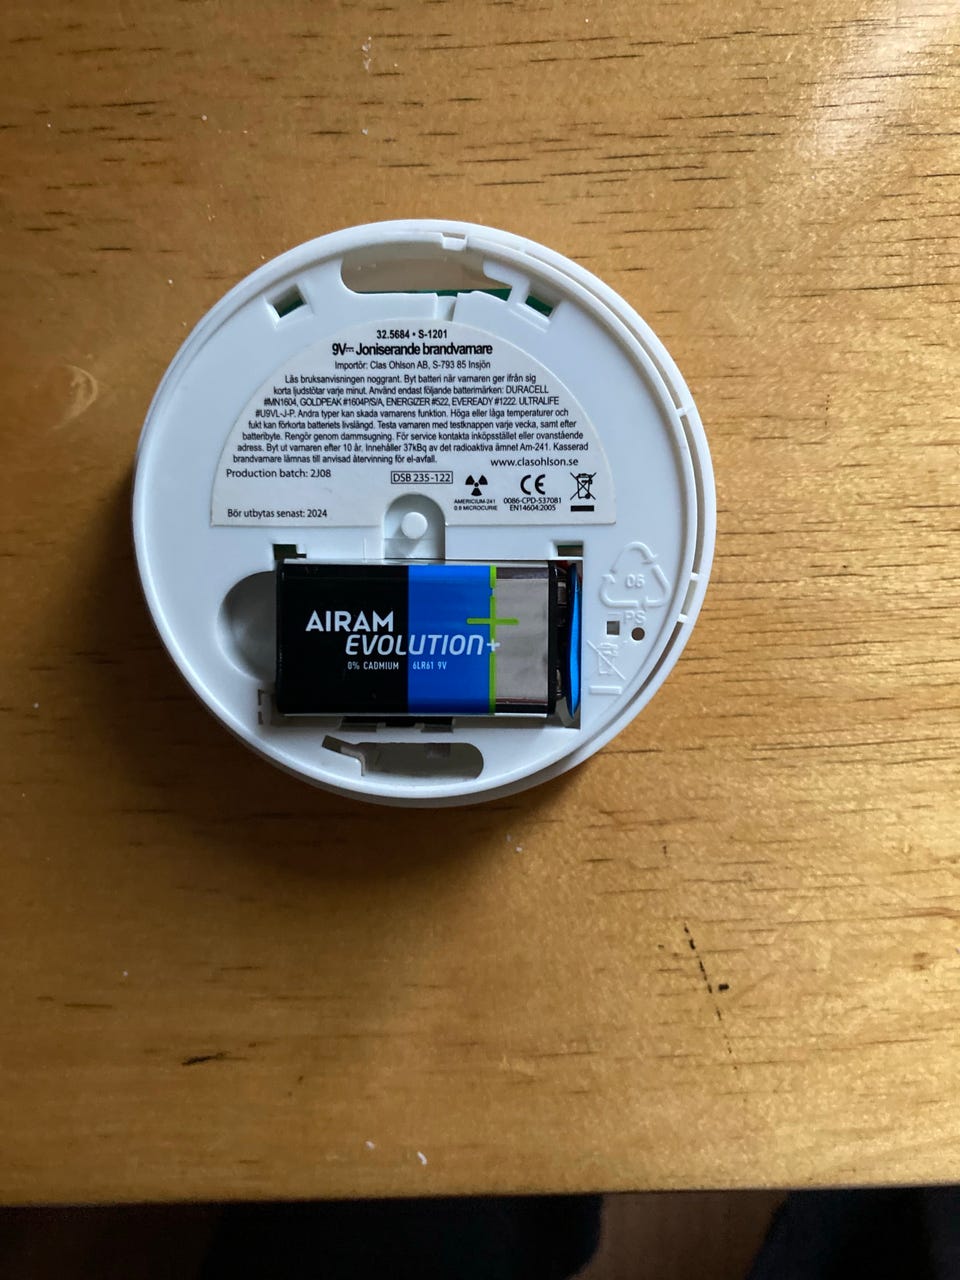 32.5684 • S-1201
9V⎓ Joniserande brandvarnare
Importör: Clas Ohlson AB, S-793 85 Insjön
Läs bruksanvisningen noggrant. Byt batteri när varnaren ger ifrån sig
korta ljudstötar varje minut. Använd endast följande batterimärken: DURACELL
#MN1604, GOLDPEAK #1604P/S/A, ENERGIZER #522, EVEREADY #1222. ULTRALIFE
#U9VL-J-P. Andra typer kan skada varnarens funktion. Höga eller låga temperaturer och
fukt kan förkorta batteriets livslängd. Testa varnaren med testknappen varje vecka, samt efter
batteribyte. Rengör genom dammsugning. För service kontakta inköpsstället eller ovanstående
adress. Byt ut varnaren efter 10 år. Innehåller 37kBq av det radioaktiva ämnet Am-241. Kasserad
brandvarnare lämnas till anvisad återvinning för el-avfall.
www.clasohlson.se
Production batch: 2J08
DSB 235-122
CE
AMERICIUM-241
0.9 MICROCURIE
0086-CPD-537081
EN14604:2005
Bör utbytas senast: 2024
06
PS
AIRAM
EVOLUTION+
0% CADMIUM 6LR61 9V